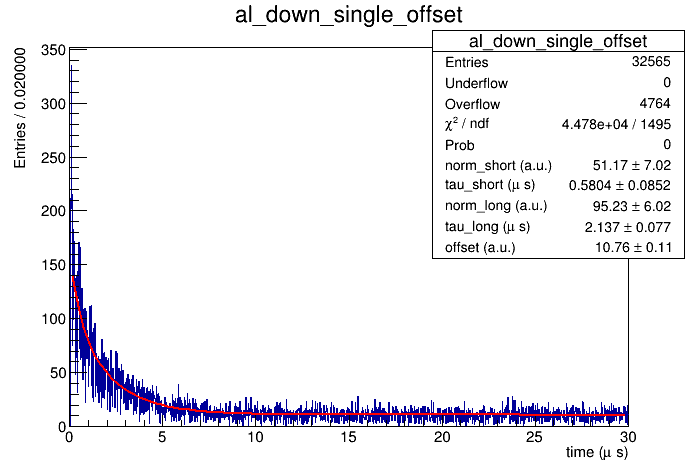 al_down_single_offset
al_down_single_offset
Entries 32565
Underflow 0
Overflow 4764
χ² / ndf 4.478e+04 / 1495
Prob 0
norm_short (a.u.) 51.17 ± 7.02
tau_short (μ s) 0.5804 ± 0.0852
norm_long (a.u.) 95.23 ± 6.02
tau_long (μ s) 2.137 ± 0.077
offset (a.u.) 10.76 ± 0.11
Entries / 0.020000
350
300
250
200
150
100
50
0
0 5 10 15 20 25 30
time (μ s)